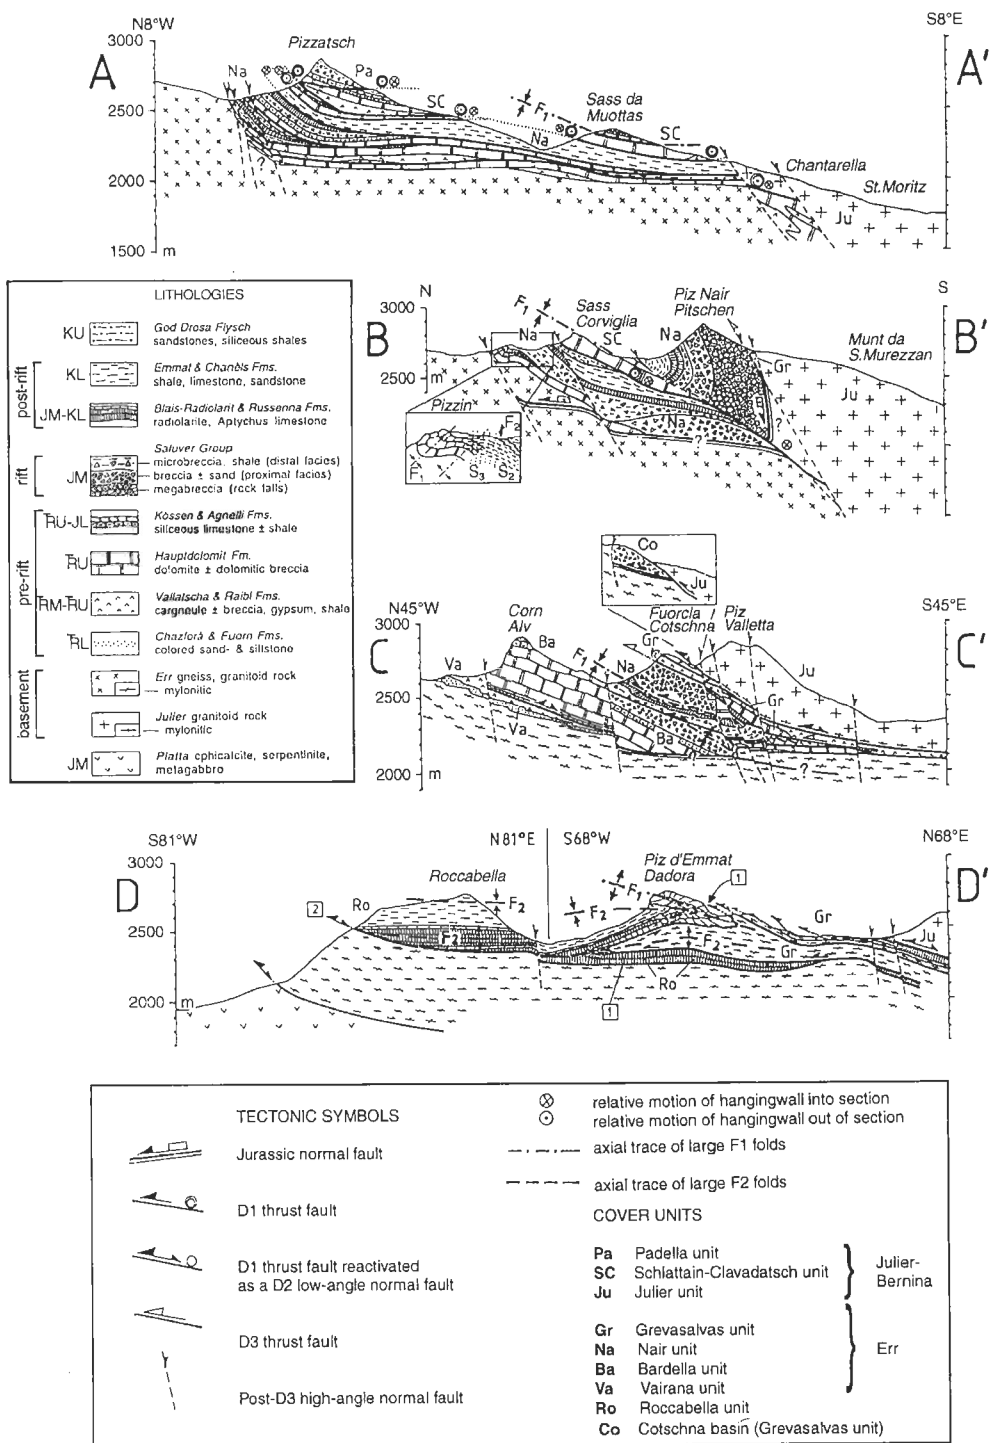 N8°W
S8°E
3000
Pizzatsch
A
Na
Pa
A'
2500
SC
F1
Sass da
Muottas
SC
Na
Chantarella
2000
?
St.Moritz
Ju
1500
m
LITHOLOGIES
KU
God Drosa Flysch
sandstones, siliceous shales
post-rift
KL
Emmat & Chanèls Fms.
shale, limestone, sandstone
JM-KL
Blais-Radiolarit & Russenna Fms.
radiolarite, Aptychus limestone
rift
JM
Saluver Group
microbreccia, shale (distal facies)
breccia ± sand (proximal facies)
megabreccia (rock falls)
pre-rift
TRU-JL
Kössen & Agnelli Fms.
siliceous limestone ± shale
TRU
Hauptdolomit Fm.
dolomite ± dolomitic breccia
TRM-TRU
Vallatscha & Raibl Fms.
cargneule ± breccia, gypsum, shale
TRL
Chazforà & Fuorn Fms.
colored sand- & siltstone
basement
Err gneiss, granitoid rock
mylonitic
Julier granitoid rock
mylonitic
JM
Platta ophicalcite, serpentinite,
metagabbro
N
S
3000
F1
Sass
Corviglia
Piz Nair
Pitschen
B
Na
SC
Na
Munt da
S.Murezzan
B'
2500
m
Gr
Ju
Pizzin
F2
Na
?
?
F1
S3
S2
Co
Ju
N45°W
S45°E
3000
Corn
Alv
Ba
Fuorcla
Cotschna
Piz
Valletta
Gr
C
Va
F1
Na
Ju
C'
2500
Gr
Va
Ba
?
?
2000
m
S81°W
N81°E
S68°W
N68°E
3000
Roccabella
Piz d'Emmat
Dadora
D
F1
1
D'
2
Ro
F2
F2
Gr
2500
F2
F2
Gr
Ju
Ro
2000
m
1
TECTONIC SYMBOLS
Jurassic normal fault
D1 thrust fault
D1 thrust fault reactivated
as a D2 low-angle normal fault
D3 thrust fault
Post-D3 high-angle normal fault
relative motion of hangingwall into section
relative motion of hangingwall out of section
axial trace of large F1 folds
axial trace of large F2 folds
COVER UNITS
Pa Padella unit
SC Schlattain-Clavadatsch unit
Ju Julier unit
Julier-
Bernina
Gr Grevasalvas unit
Na Nair unit
Ba Bardella unit
Va Vairana unit
Err
Ro Roccabella unit
Co Cotschna basin (Grevasalvas unit)